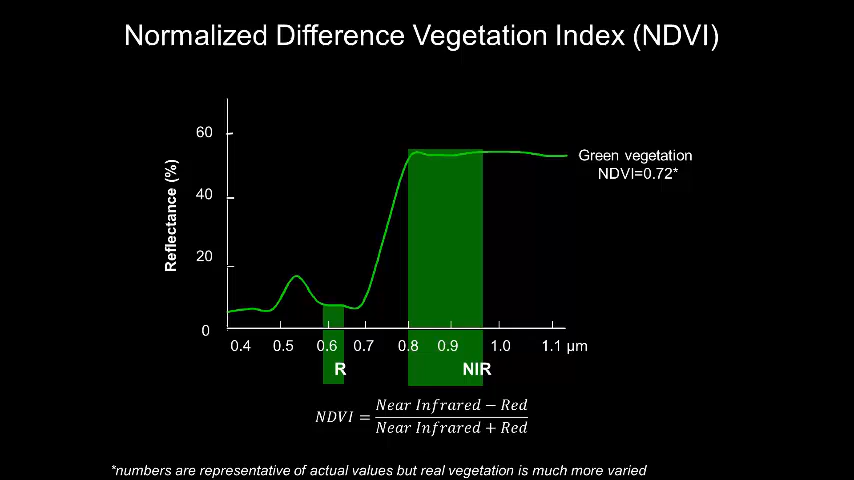 Normalized Difference Vegetation Index (NDVI)
60
40
20
0
Reflectance (%)
Green vegetation
NDVI=0.72*
0.4 0.5 0.6 0.7 0.8 0.9 1.0 1.1 μm
R NIR
NDVI = (Near Infrared − Red) / (Near Infrared + Red)
*numbers are representative of actual values but real vegetation is much more varied